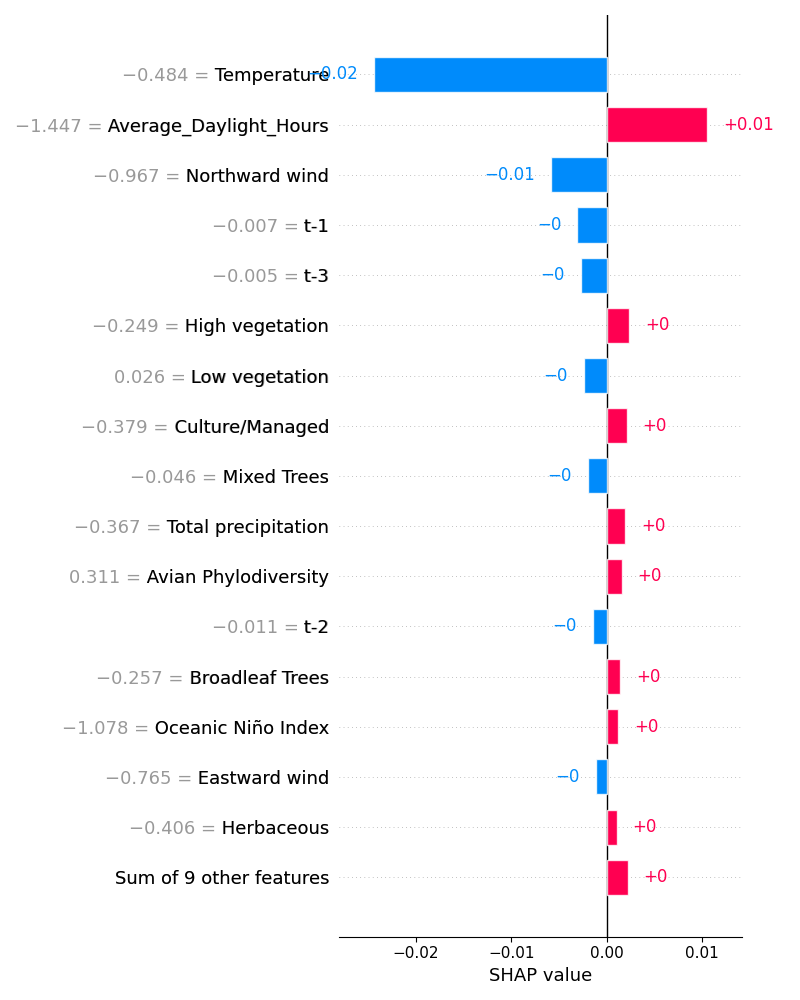 −0.484 = Temperature −0.02
−1.447 = Average_Daylight_Hours +0.01
−0.967 = Northward wind −0.01
−0.007 = t-1 −0
−0.005 = t-3 −0
−0.249 = High vegetation +0
0.026 = Low vegetation −0
−0.379 = Culture/Managed +0
−0.046 = Mixed Trees −0
−0.367 = Total precipitation +0
0.311 = Avian Phylodiversity +0
−0.011 = t-2 −0
−0.257 = Broadleaf Trees +0
−1.078 = Oceanic Niño Index +0
−0.765 = Eastward wind −0
−0.406 = Herbaceous +0
Sum of 9 other features +0
−0.02 −0.01 0.00 0.01
SHAP value